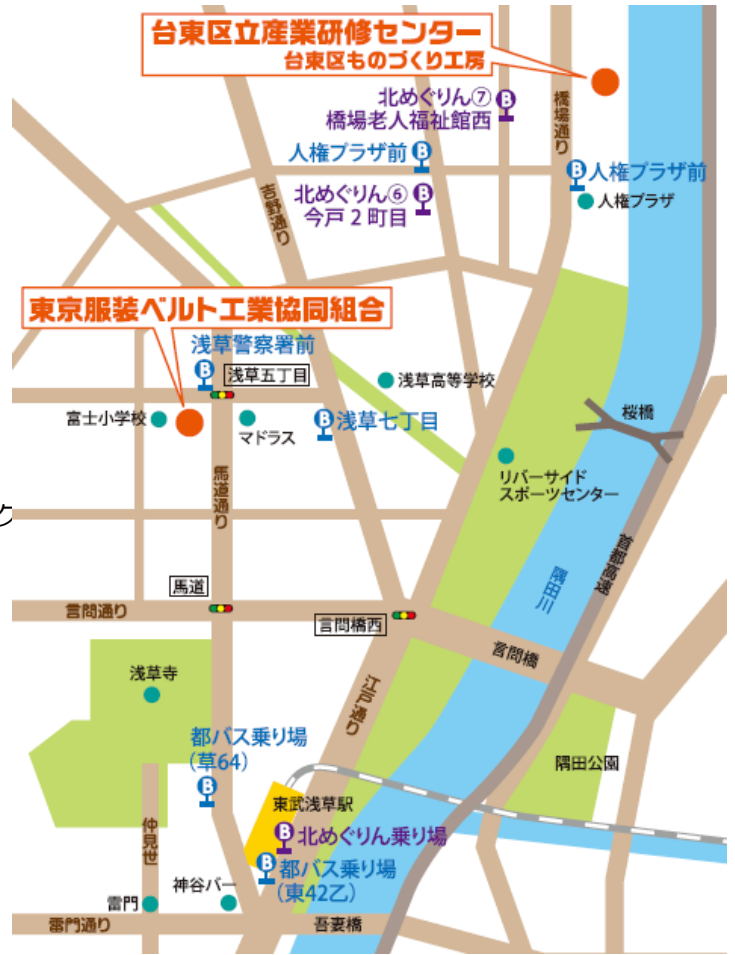 台東区立産業研修センター
台東区ものづくり工房
北めぐりん⑦
橋場老人福祉館西
橋場通り
人権プラザ前
人権プラザ前
人権プラザ
北めぐりん⑥
今戸2町目
吉野通り
東京服装ベルト工業協同組合
浅草警察署前
浅草五丁目
浅草高等学校
富士小学校
マドラス
浅草七丁目
桜橋
リバーサイド
スポーツセンター
馬道通り
ク
首都高速
隅田川
馬道
言問通り
言問橋西
言問橋
浅草寺
江戸通り
都バス乗り場
(草64)
隅田公園
東武浅草駅
仲見世
北めぐりん乗り場
都バス乗り場
(東42乙)
神谷バー
雷門
雷門通り
吾妻橋
B
B
B
B
B
B
B
B
B
B